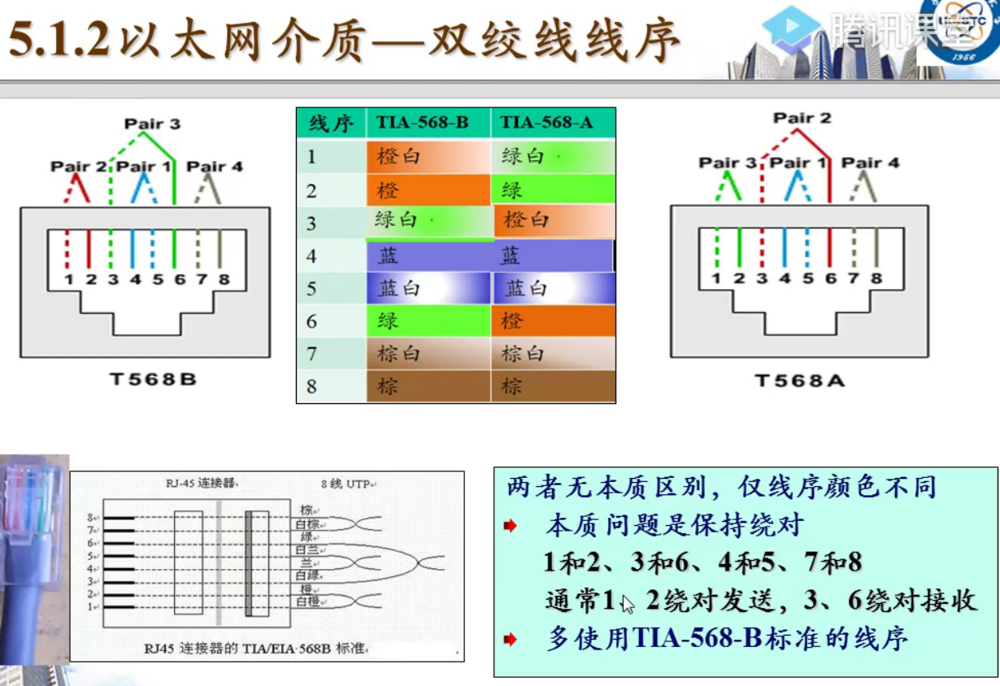 5.1.2以太网介质—双绞线线序
腾讯课堂
1956
Pair 3
Pair 2 Pair 1 Pair 4
1 2 3 4 5 6 7 8
T568B
线序 TIA-568-B TIA-568-A
1 橙白 绿白
2 橙 绿
3 绿白 橙白
4 蓝 蓝
5 蓝白 蓝白
6 绿 橙
7 棕白 棕白
8 棕 棕
Pair 2
Pair 3 Pair 1 Pair 4
1 2 3 4 5 6 7 8
T568A
RJ-45 连接器 8 线 UTP
8 棕
7 白棕
6 绿
5 白兰
4 兰
3 白绿
2 橙
1 白橙
RJ45 连接器的 TIA/EIA 568B 标准
两者无本质区别，仅线序颜色不同
本质问题是保持绕对
1和2、3和6、4和5、7和8
通常1、2绕对发送，3、6绕对接收
多使用TIA-568-B标准的线序